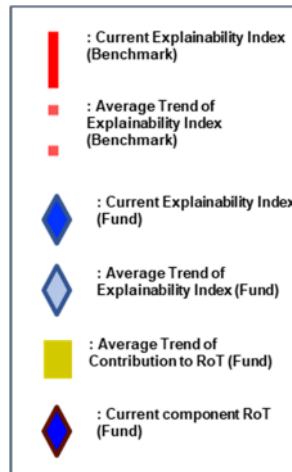 : Current Explainability Index
(Benchmark)
: Average Trend of
Explainability Index
(Benchmark)
: Current Explainability Index
(Fund)
: Average Trend of
Explainability Index (Fund)
: Average Trend of
Contribution to RoT (Fund)
: Current component RoT
(Fund)